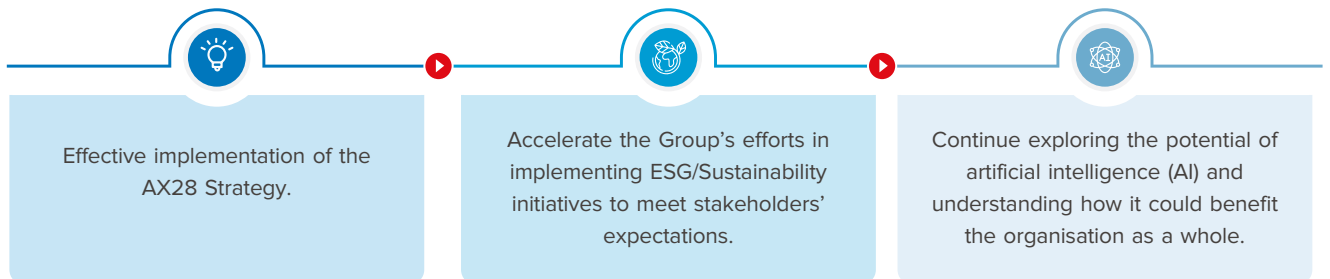 Effective implementation of the
AX28 Strategy.
Accelerate the Group's efforts in
implementing ESG/Sustainability
initiatives to meet stakeholders'
expectations.
AI
Continue exploring the potential of
artificial intelligence (AI) and
understanding how it could benefit
the organisation as a whole.